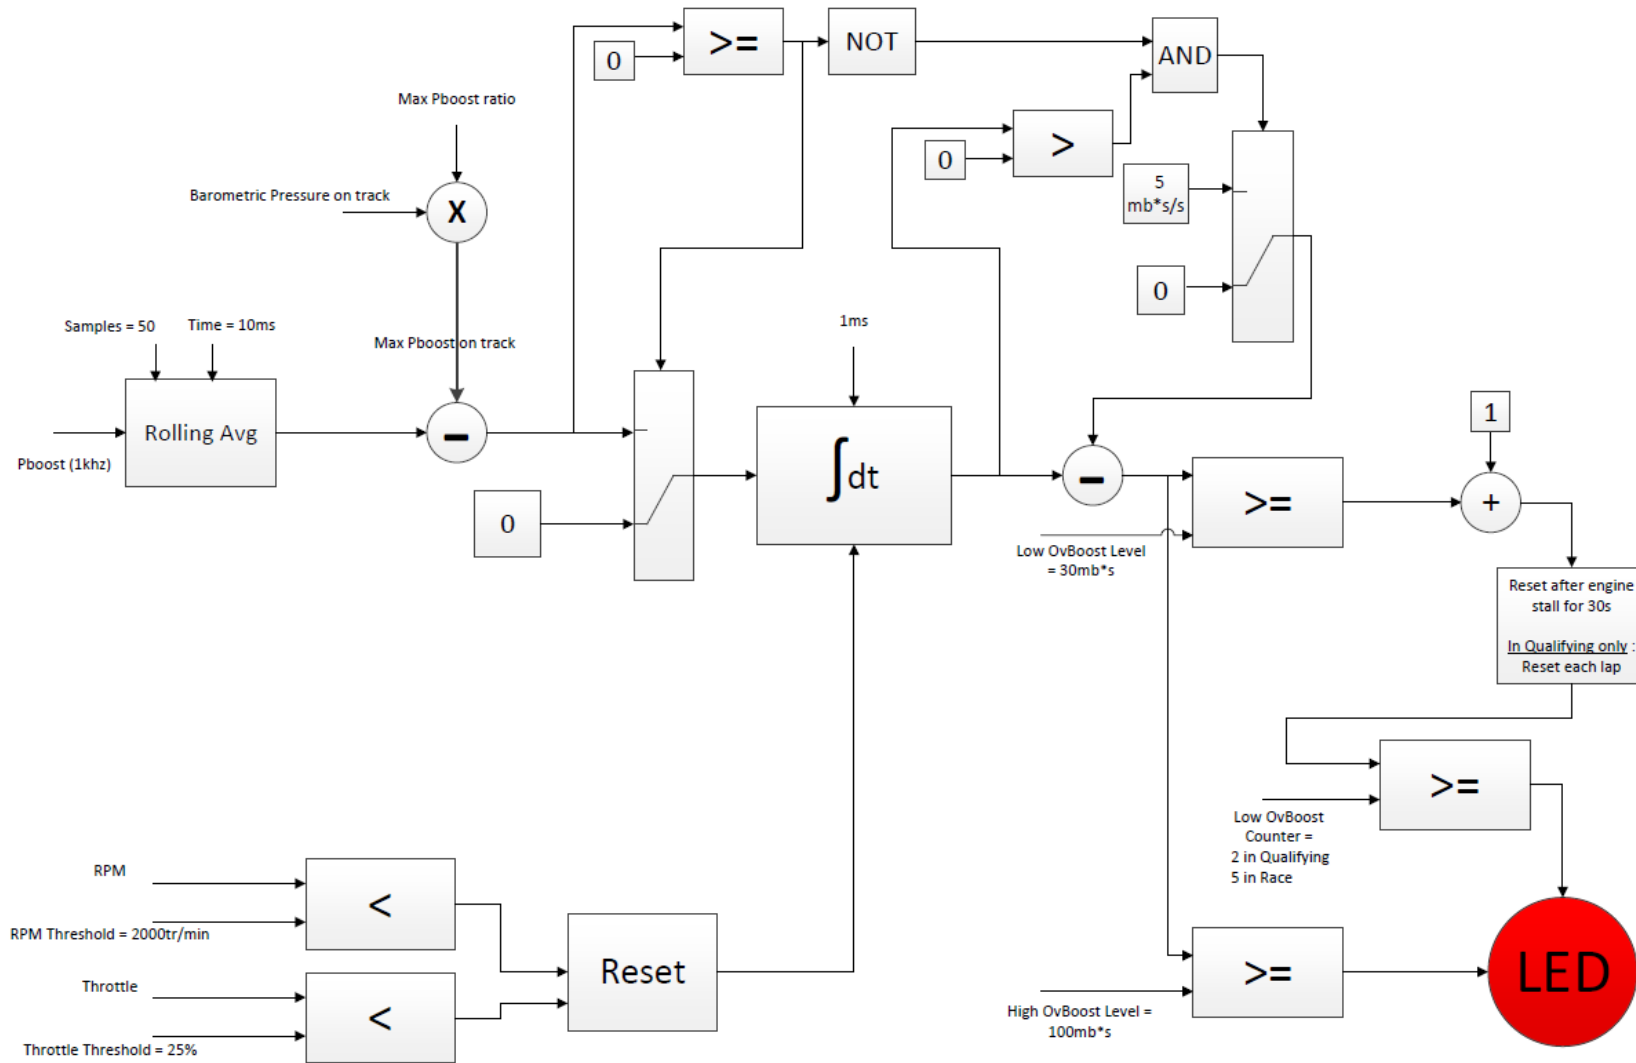 >=
0
NOT
AND
Max Pboost ratio
>
0
5
mb*s/s
Barometric Pressure on track
X
0
Samples = 50
Time = 10ms
1ms
Max Pboost on track
Rolling Avg
-
Pboost (1khz)
0
∫dt
-
>=
1
+
Low OvBoost Level
= 30mb*s
Reset after engine
stall for 30s
In Qualifying only :
Reset each lap
>=
Low OvBoost
Counter =
2 in Qualifying
5 in Race
RPM
<
RPM Threshold = 2000tr/min
Reset
Throttle
<
Throttle Threshold = 25%
>=
High OvBoost Level =
100mb*s
LED